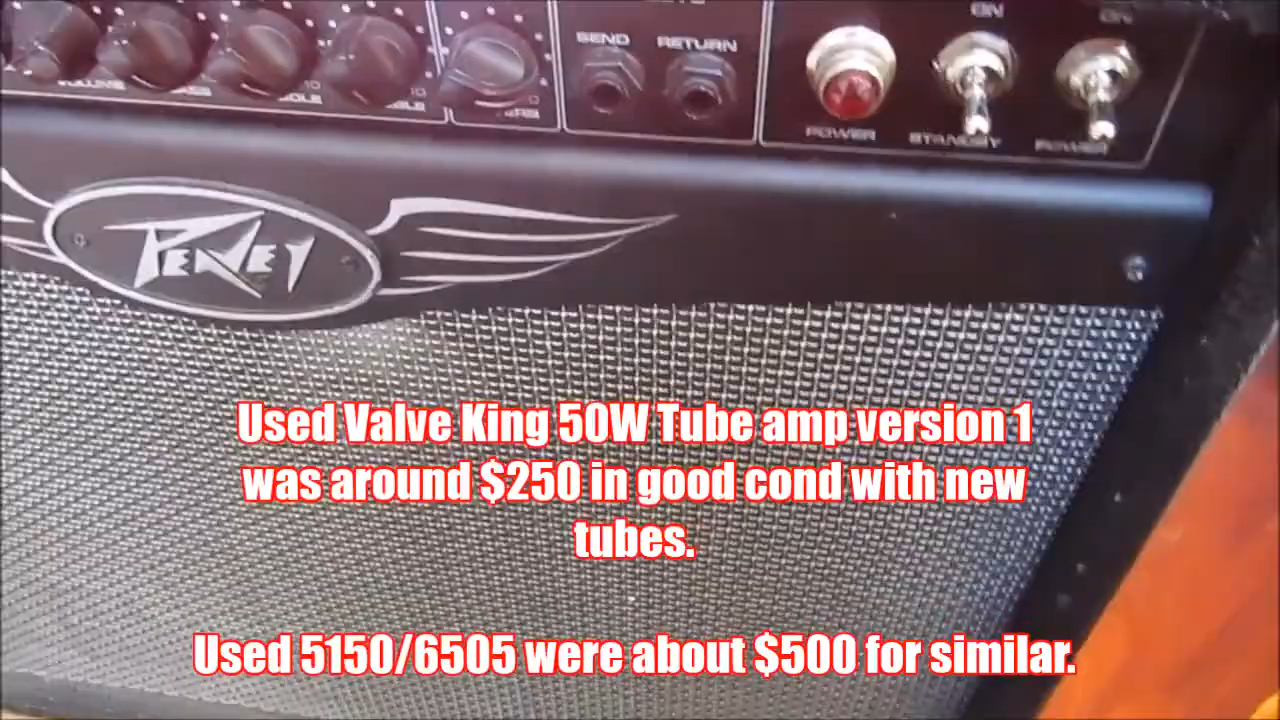 ON ON
SEND RETURN
VOLUME
POWER STANDBY POWER
PEAVEY
Used Valve King 50W Tube amp version 1
was around $250 in good cond with new
tubes.
Used 5150/6505 were about $500 for similar.